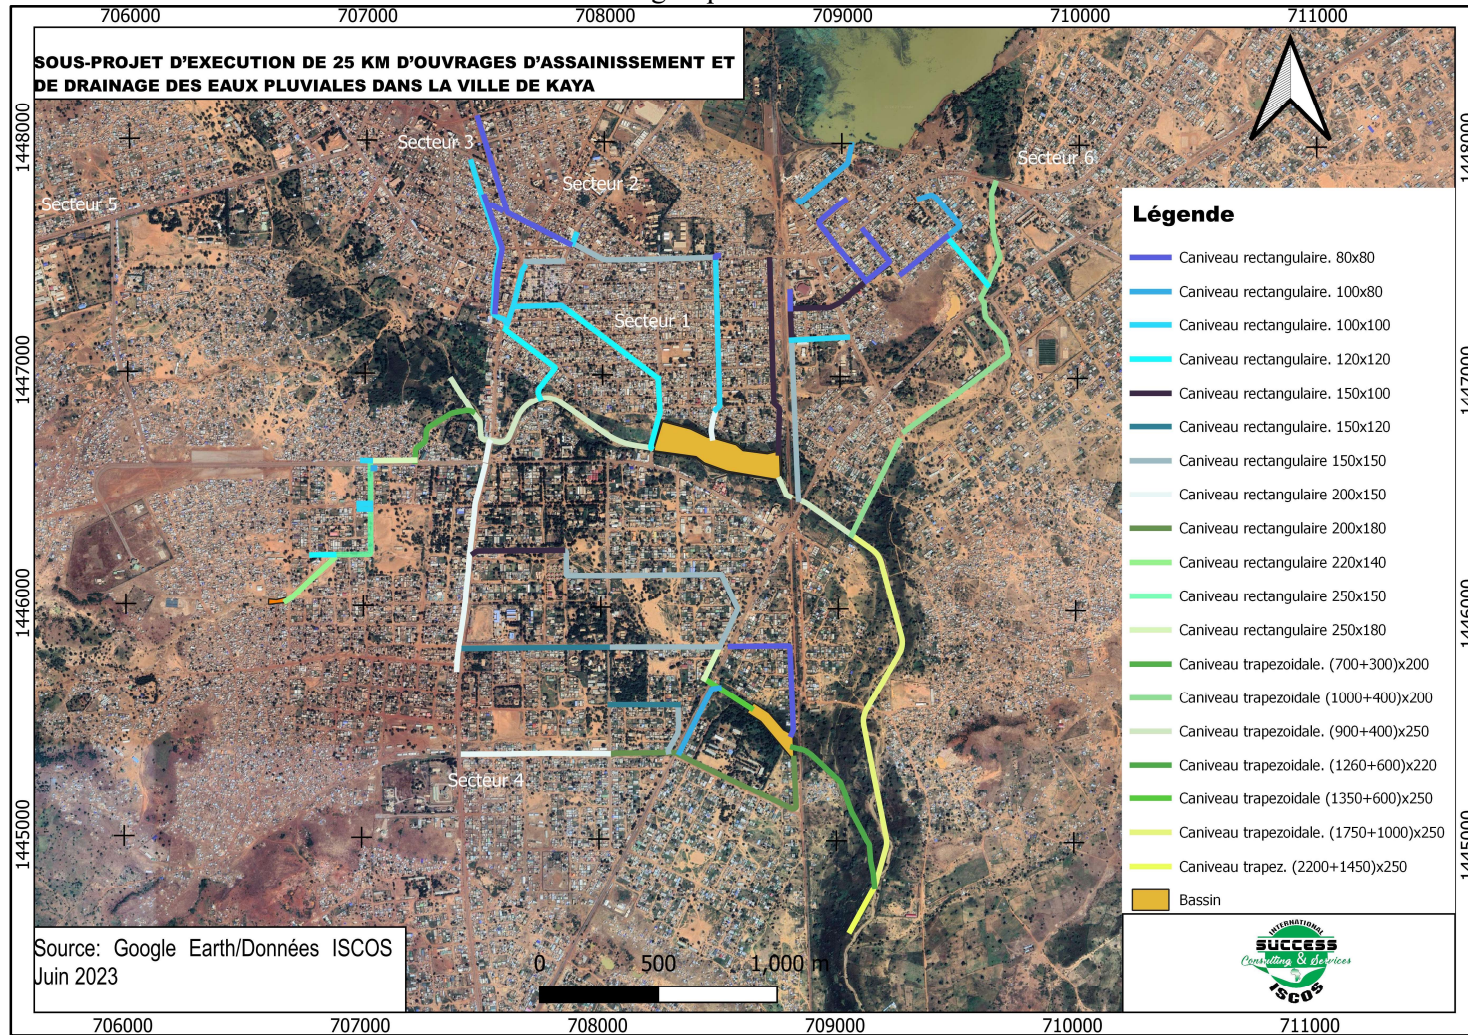 706000 707000 708000 709000 710000 711000
SOUS-PROJET D'EXECUTION DE 25 KM D'OUVRAGES D'ASSAINISSEMENT ET
DE DRAINAGE DES EAUX PLUVIALES DANS LA VILLE DE KAYA
1448000
1447000
1446000
1445000
1448000
1447000
1446000
1445000
Secteur 3
Secteur 2
Secteur 6
Secteur 5
Secteur 1
Secteur 4
Légende
Caniveau rectangulaire. 80x80
Caniveau rectangulaire. 100x80
Caniveau rectangulaire. 100x100
Caniveau rectangulaire. 120x120
Caniveau rectangulaire. 150x100
Caniveau rectangulaire. 150x120
Caniveau rectangulaire 150x150
Caniveau rectangulaire 200x150
Caniveau rectangulaire 200x180
Caniveau rectangulaire 220x140
Caniveau rectangulaire 250x150
Caniveau rectangulaire 250x180
Caniveau trapezoidale. (700+300)x200
Caniveau trapezoidale (1000+400)x200
Caniveau trapezoidale. (900+400)x250
Caniveau trapezoidale. (1260+600)x220
Caniveau trapezoidale (1350+600)x250
Caniveau trapezoidale. (1750+1000)x250
Caniveau trapez. (2200+1450)x250
Bassin
Source: Google Earth/Données ISCOS
Juin 2023
0 500 1,000 m
INTERNATIONAL
SUCCESS
Consulting & Services
ISCOS
706000 707000 708000 709000 710000 711000